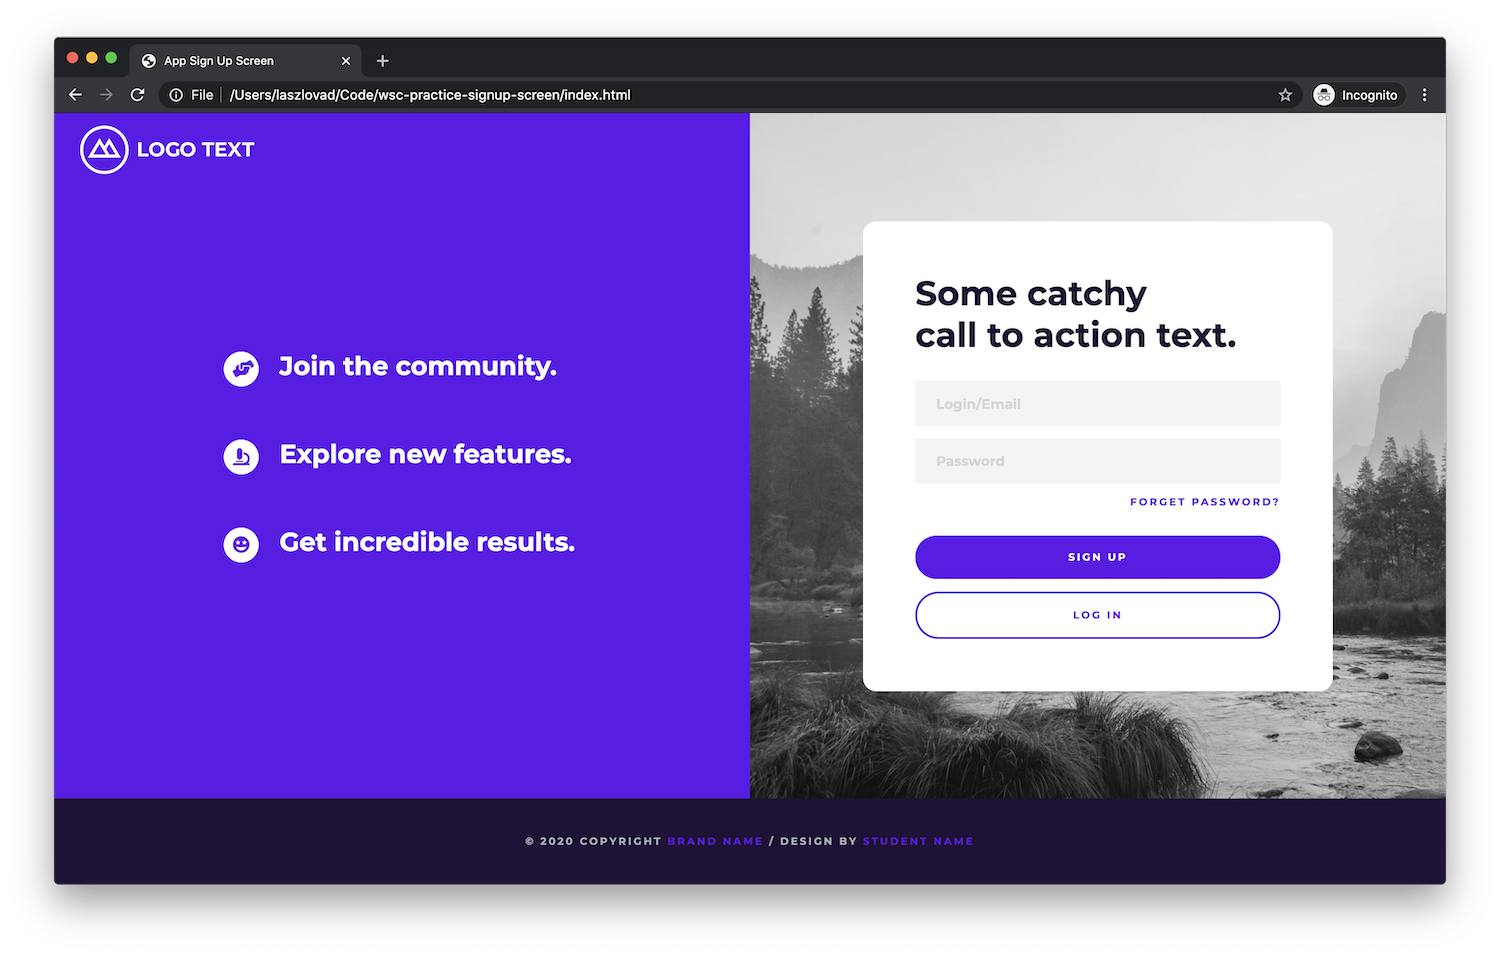 App Sign Up Screen
File /Users/laszlovad/Code/wsc-practice-signup-screen/index.html
Incognito
LOGO TEXT
Join the community.
Explore new features.
Get incredible results.
Some catchy
call to action text.
Login/Email
Password
FORGET PASSWORD?
SIGN UP
LOG IN
© 2020 COPYRIGHT BRAND NAME / DESIGN BY STUDENT NAME